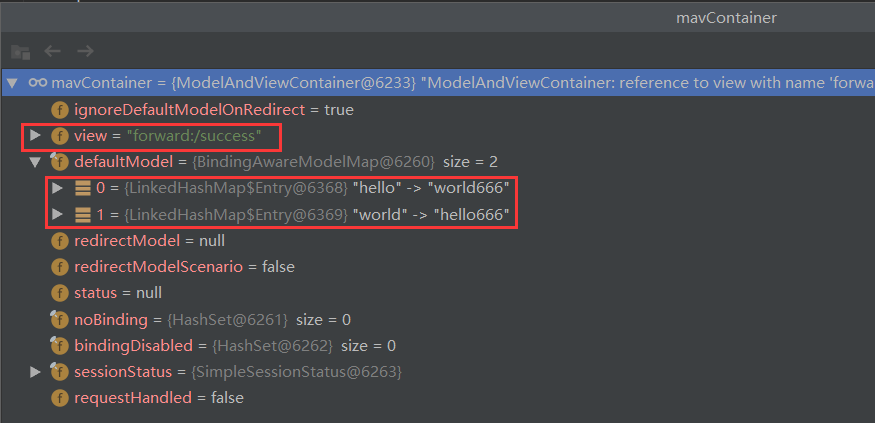 mavContainer
mavContainer = {ModelAndViewContainer@6233} "ModelAndViewContainer: reference to view with name 'forwa
f ignoreDefaultModelOnRedirect = true
f view = "forward:/success"
f defaultModel = {BindingAwareModelMap@6260} size = 2
0 = {LinkedHashMap$Entry@6368} "hello" -> "world666"
1 = {LinkedHashMap$Entry@6369} "world" -> "hello666"
f redirectModel = null
f redirectModelScenario = false
f status = null
f noBinding = {HashSet@6261} size = 0
f bindingDisabled = {HashSet@6262} size = 0
f sessionStatus = {SimpleSessionStatus@6263}
f requestHandled = false